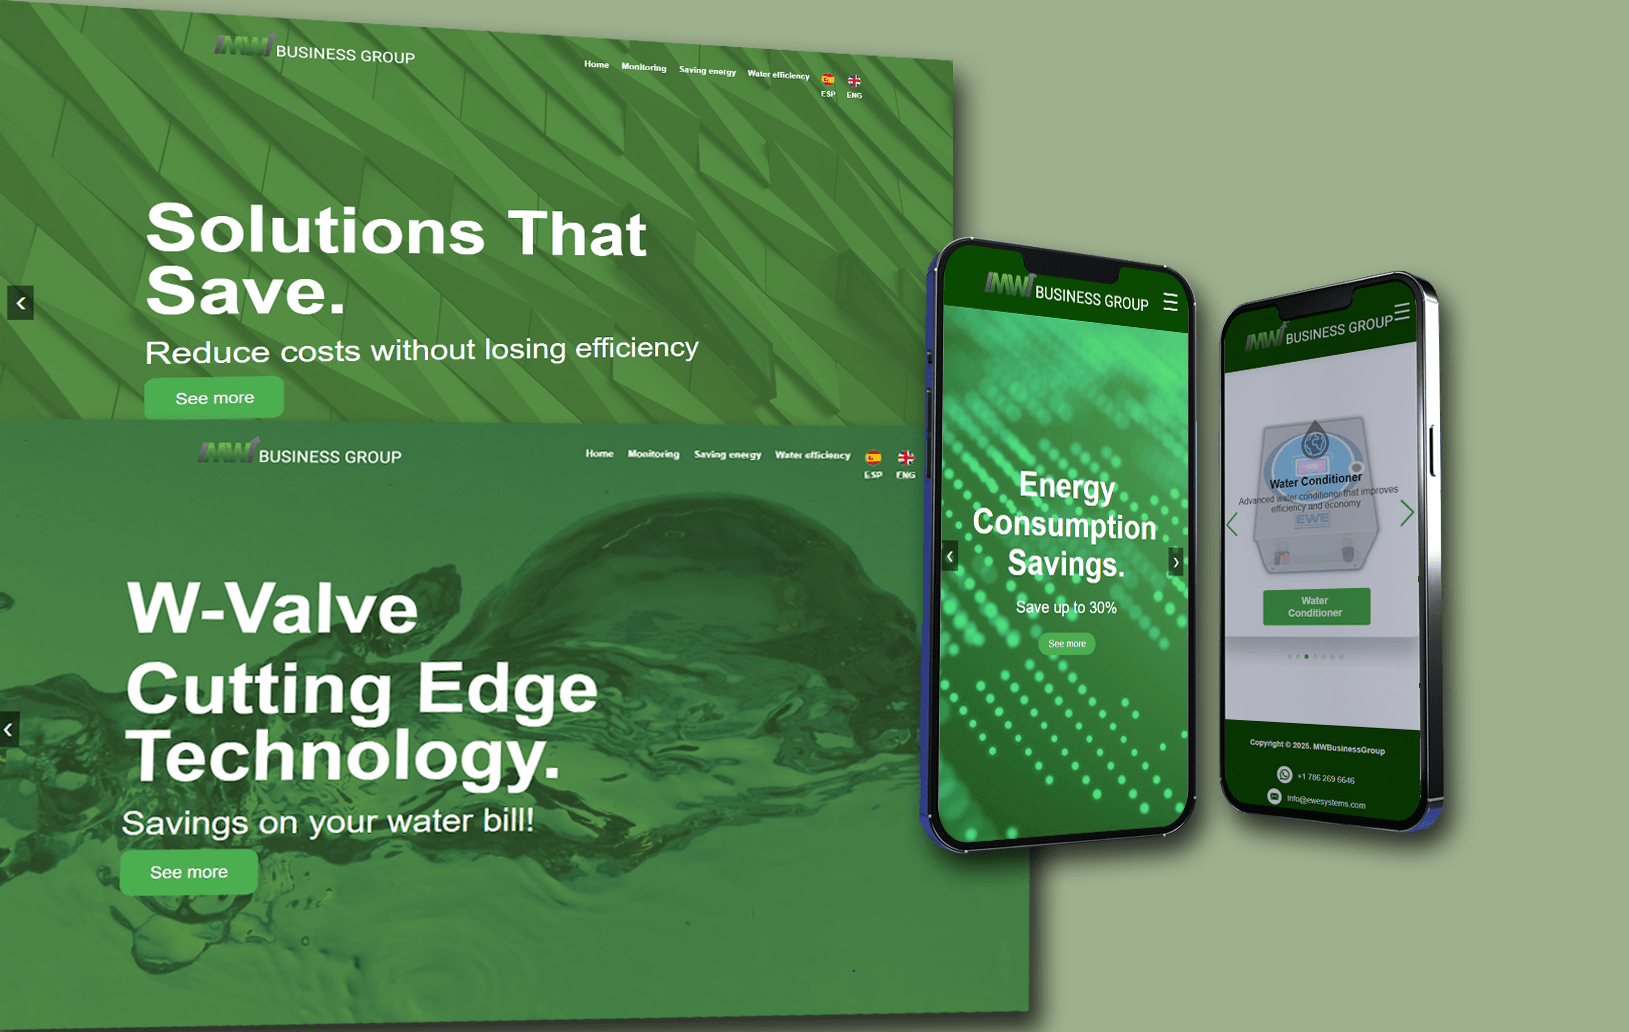 MW BUSINESS GROUP
Home Monitoring Saving energy Water efficiency
ESP ENG
Solutions That
Save.
Reduce costs without losing efficiency
See more
MW BUSINESS GROUP
Home Monitoring Saving energy Water efficiency
ESP ENG
W-Valve
Cutting Edge
Technology.
Savings on your water bill!
See more
MW BUSINESS GROUP
Energy
Consumption
Savings.
Save up to 30%
See more
MW BUSINESS GROUP
Water Conditioner
Advanced water conditioner that improves
efficiency and economy
EWE
Water
Conditioner
Copyright © 2025. MWBusinessGroup
+1 786 269 6646
info@ewesystems.com